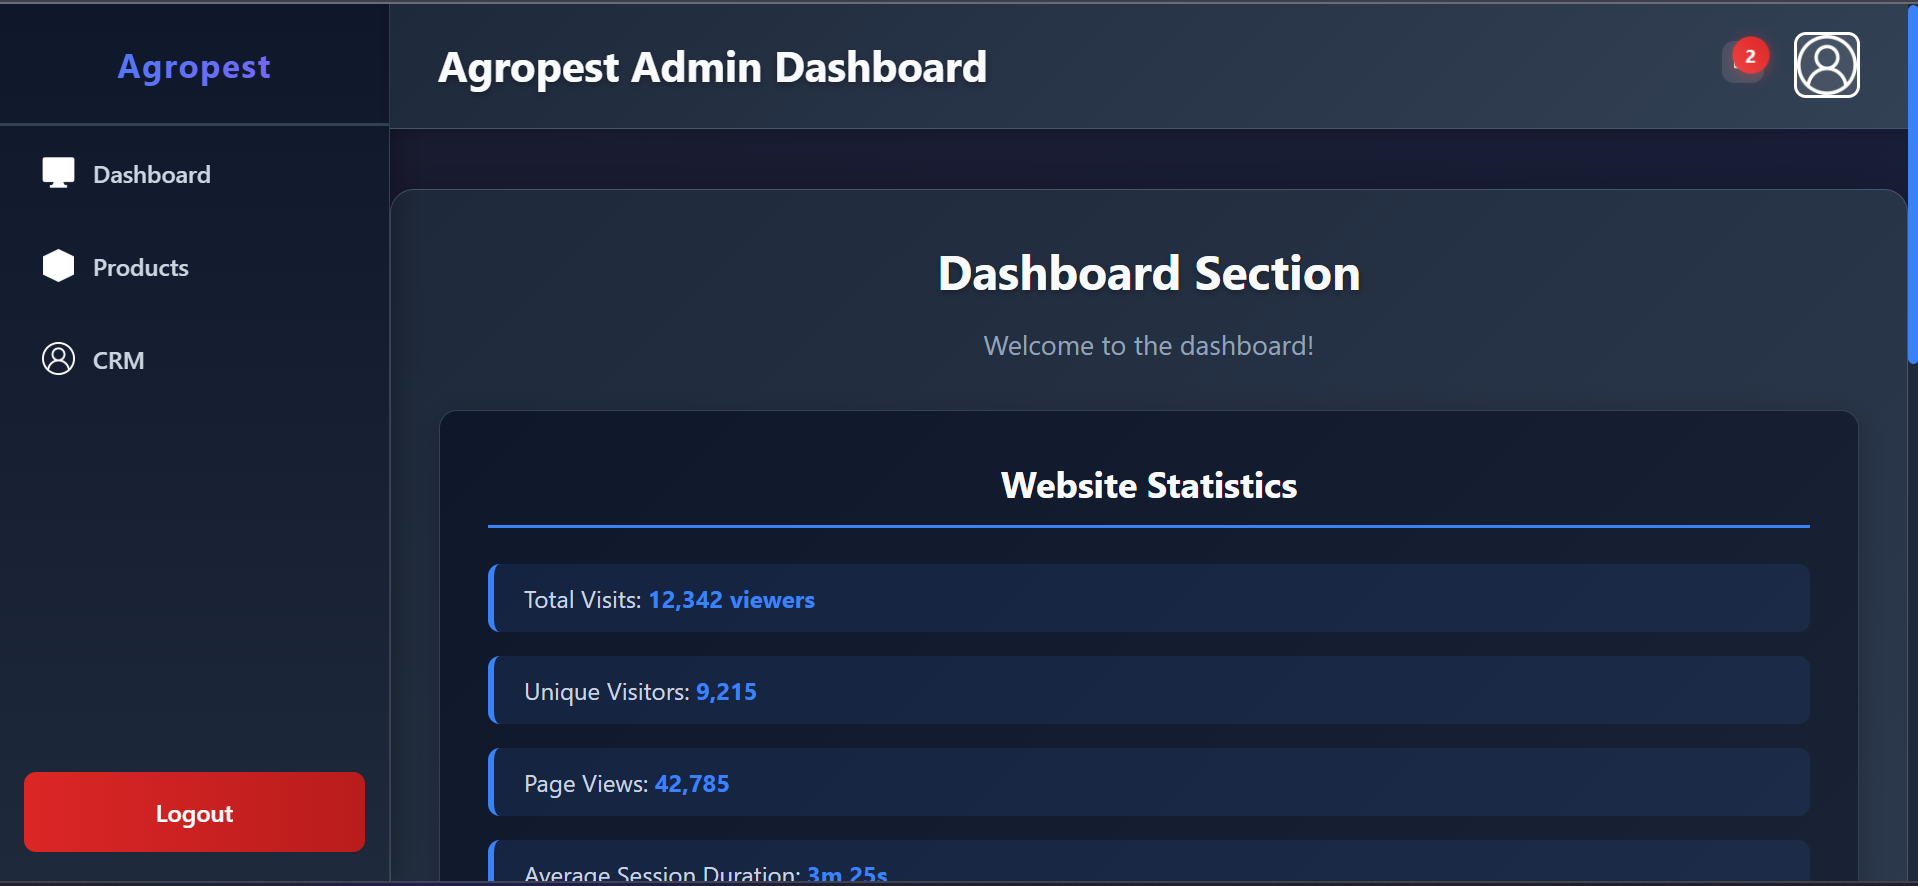 Agropest
Agropest Admin Dashboard
2
Dashboard
Products
CRM
Logout
Dashboard Section
Welcome to the dashboard!
Website Statistics
Total Visits: 12,342 viewers
Unique Visitors: 9,215
Page Views: 42,785
Average Session Duration: 3m 25s